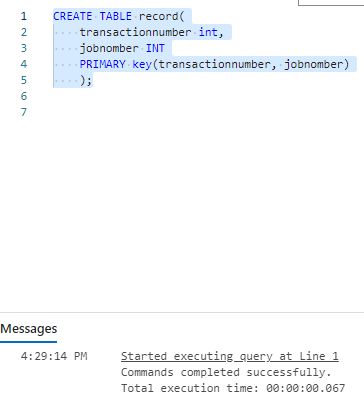 1 CREATE TABLE record(
2 transactionnumber int,
3 jobnomber INT
4 PRIMARY key(transactionnumber, jobnomber)
5 );
6
7
Messages
4:29:14 PM Started executing query at Line 1
Commands completed successfully.
Total execution time: 00:00:00.067